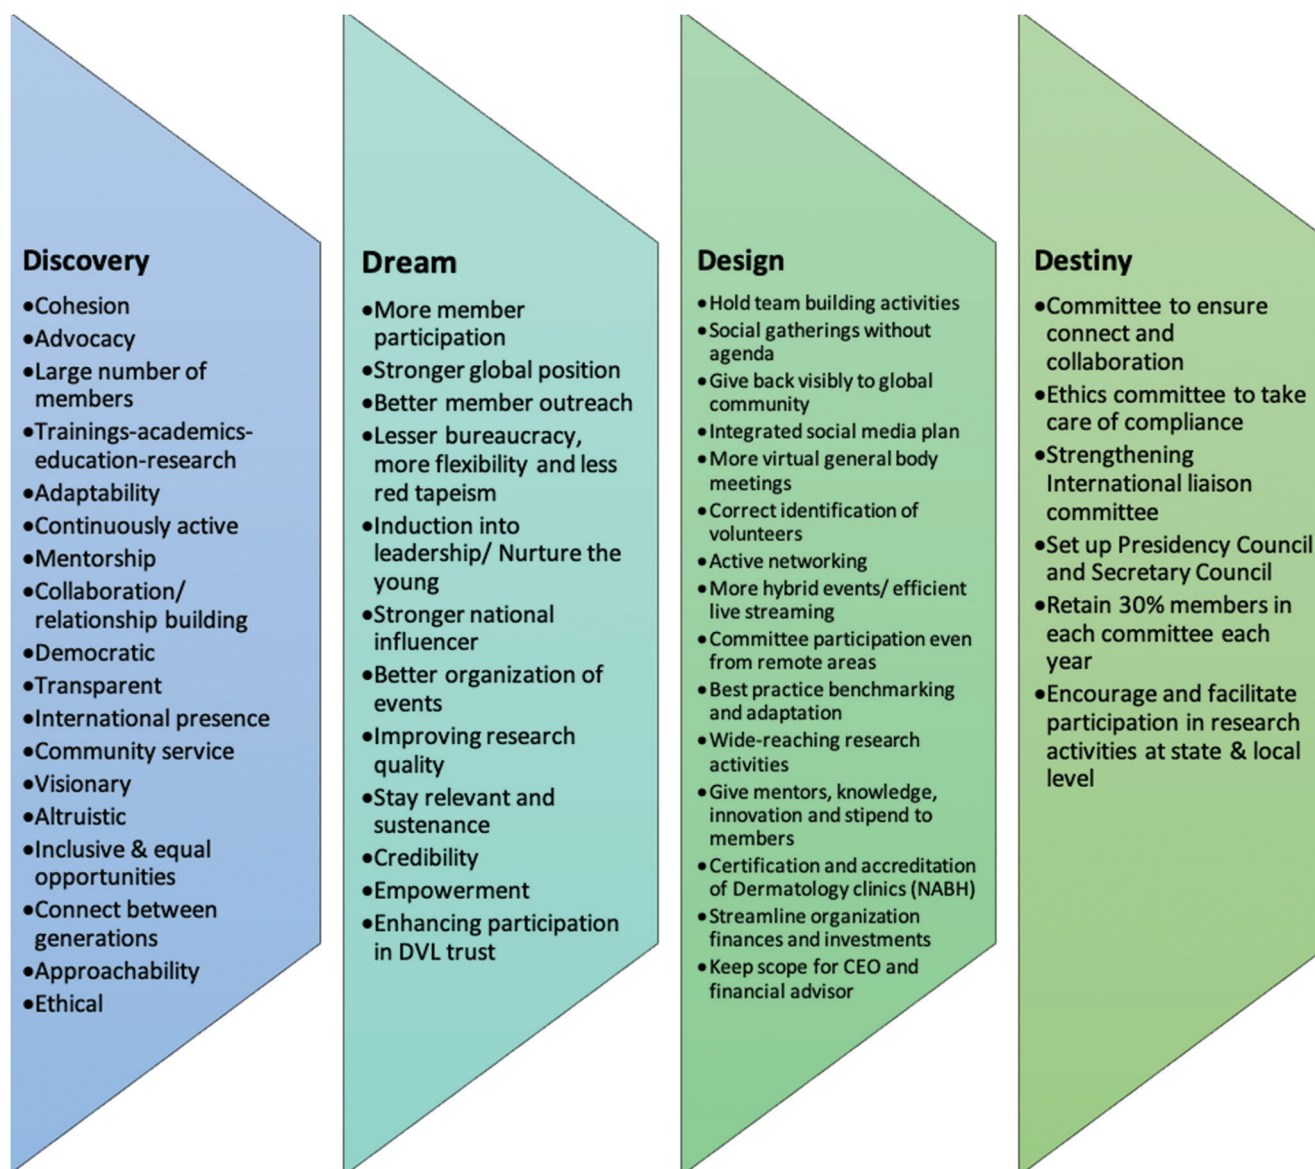 Discovery
•Cohesion
•Advocacy
•Large number of
members
•Trainings-academics-
education-research
•Adaptability
•Continuously active
•Mentorship
•Collaboration/
relationship building
•Democratic
•Transparent
•International presence
•Community service
•Visionary
•Altruistic
•Inclusive & equal
opportunities
•Connect between
generations
•Approachability
•Ethical
Dream
•More member
participation
•Stronger global position
•Better member outreach
•Lesser bureaucracy,
more flexibility and less
red tapeism
•Induction into
leadership/ Nurture the
young
•Stronger national
influencer
•Better organization of
events
•Improving research
quality
•Stay relevant and
sustenance
•Credibility
•Empowerment
•Enhancing participation
in DVL trust
Design
•Hold team building activities
•Social gatherings without
agenda
•Give back visibly to global
community
•Integrated social media plan
•More virtual general body
meetings
•Correct identification of
volunteers
•Active networking
•More hybrid events/ efficient
live streaming
•Committee participation even
from remote areas
•Best practice benchmarking
and adaptation
•Wide-reaching research
activities
•Give mentors, knowledge,
innovation and stipend to
members
•Certification and accreditation
of Dermatology clinics (NABH)
•Streamline organization
finances and investments
•Keep scope for CEO and
financial advisor
Destiny
•Committee to ensure
connect and
collaboration
•Ethics committee to take
care of compliance
•Strengthening
International liaison
committee
•Set up Presidency Council
and Secretary Council
•Retain 30% members in
each committee each
year
•Encourage and facilitate
participation in research
activities at state & local
level